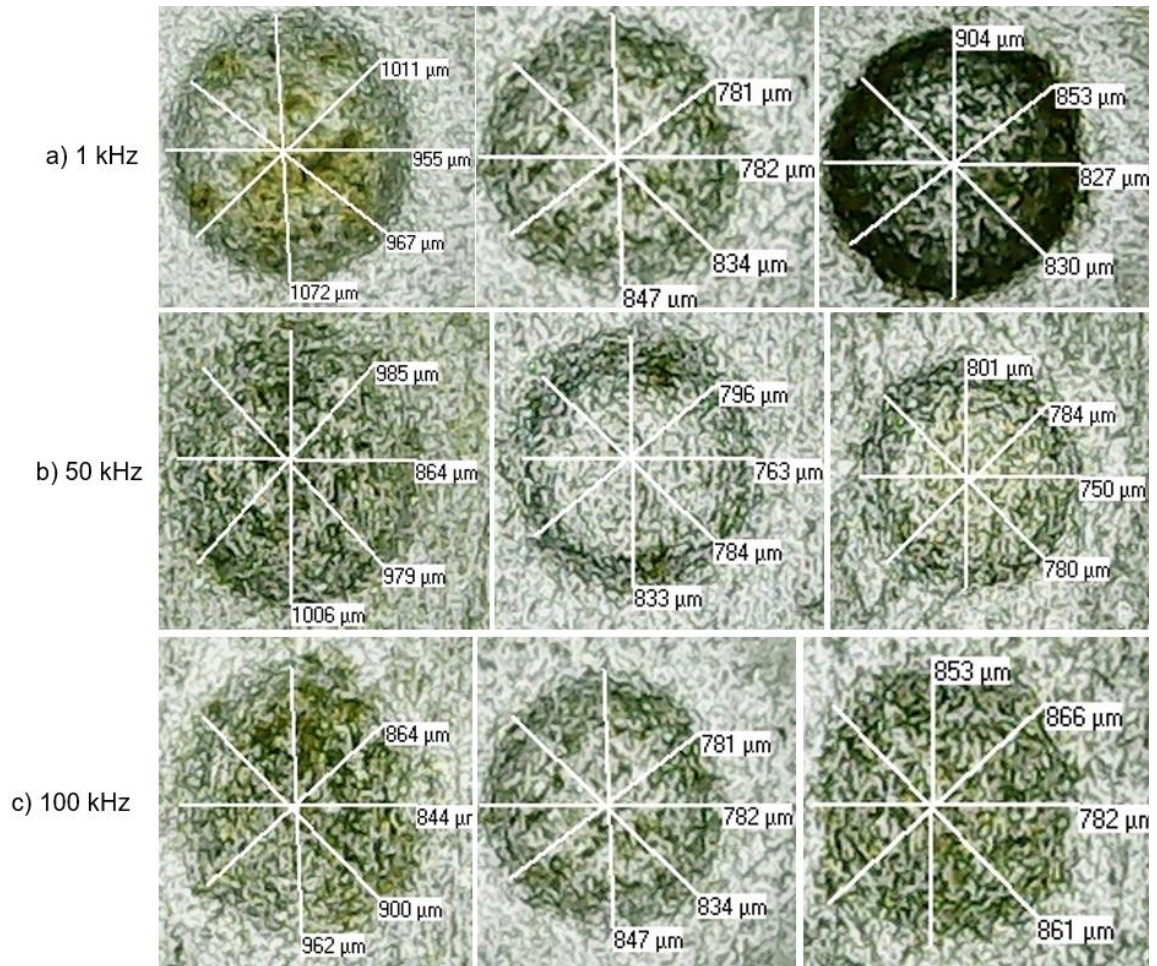 1011 µm
955 µm
967 µm
1072 µm
781 µm
782 µm
834 µm
847 µm
904 µm
853 µm
827 µm
830 µm
a) 1 kHz
985 µm
864 µm
979 µm
1006 µm
796 µm
763 µm
784 µm
833 µm
801 µm
784 µm
750 µm
780 µm
b) 50 kHz
864 µm
844 µr
900 µm
962 µm
781 µm
782 µm
834 µm
847 µm
853 µm
866 µm
782 µm
861 µm
c) 100 kHz